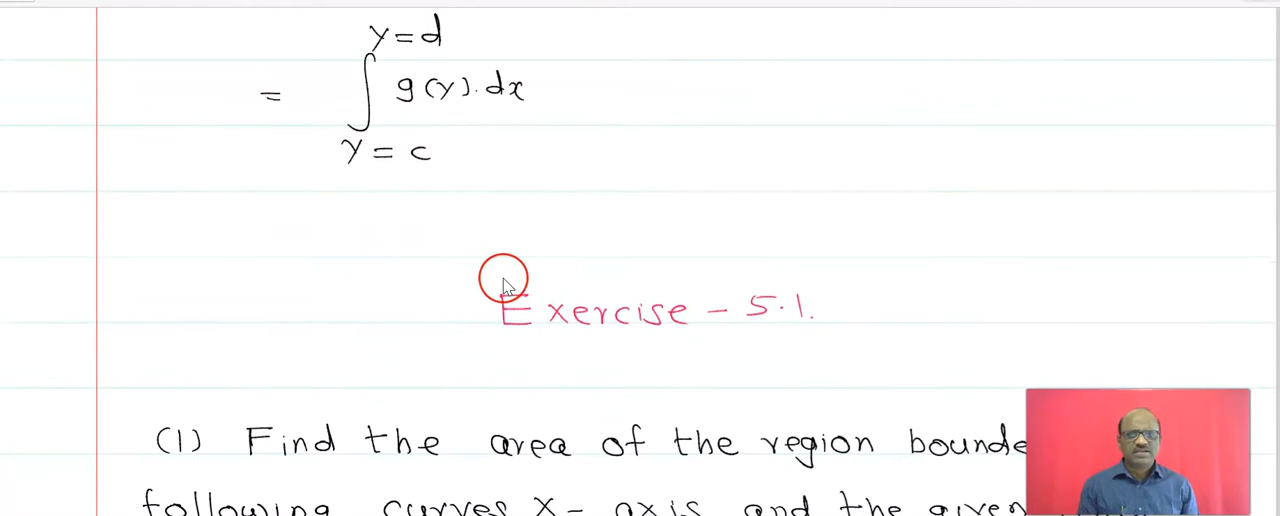 y = d
= ∫ g(y). dx
y = c
Exercise - 5.1.
(1) Find the area of the region bounde
following curves x- axis and the given